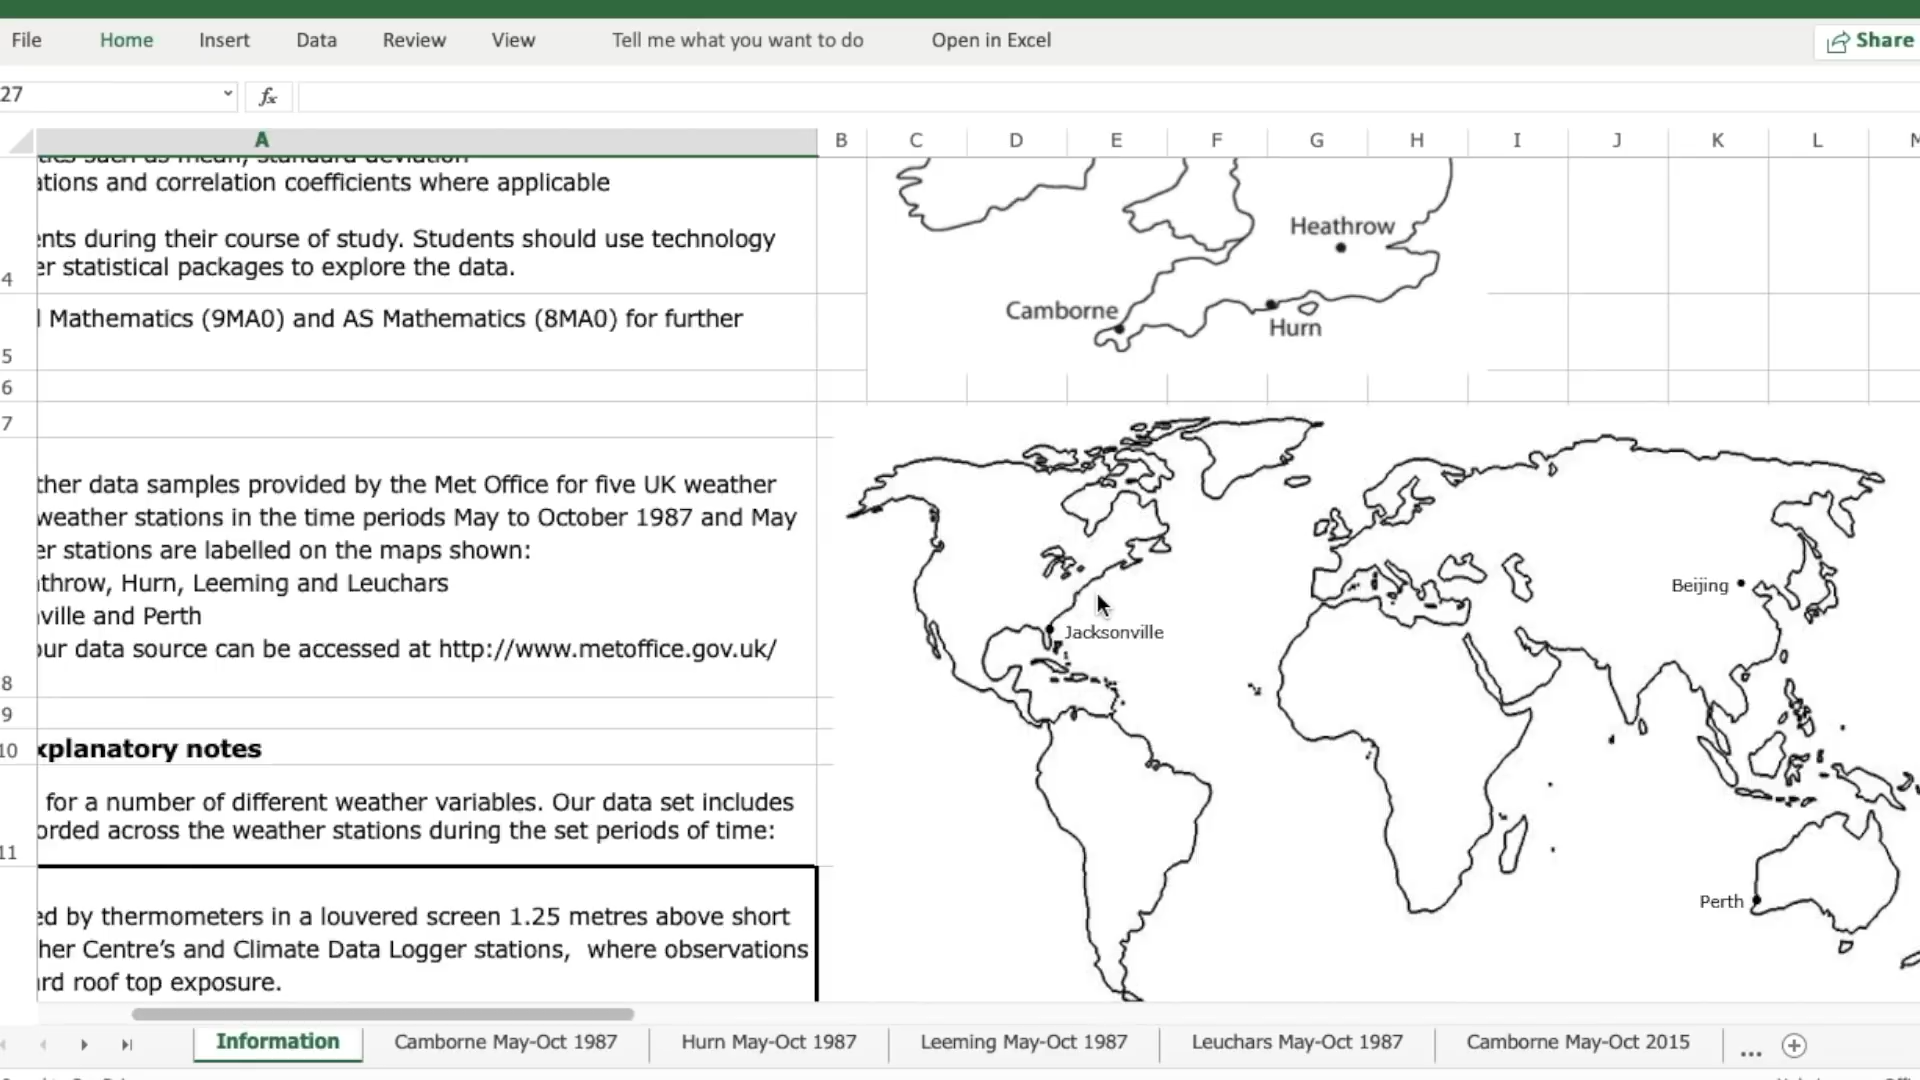 File Home Insert Data Review View Tell me what you want to do Open in Excel Share
27 fx
A B C D E F G H I J K L
ations and correlation coefficients where applicable
ents during their course of study. Students should use technology
er statistical packages to explore the data.
4
l Mathematics (9MA0) and AS Mathematics (8MA0) for further
5
6
7
ther data samples provided by the Met Office for five UK weather
weather stations in the time periods May to October 1987 and May
er stations are labelled on the maps shown:
throw, Hurn, Leeming and Leuchars
ville and Perth
our data source can be accessed at http://www.metoffice.gov.uk/
8
9
10 xplanatory notes
for a number of different weather variables. Our data set includes
orded across the weather stations during the set periods of time:
11
ed by thermometers in a louvered screen 1.25 metres above short
her Centre's and Climate Data Logger stations, where observations
rd roof top exposure.
Heathrow
Camborne
Hurn
Beijing
Jacksonville
Perth
Information Camborne May-Oct 1987 Hurn May-Oct 1987 Leeming May-Oct 1987 Leuchars May-Oct 1987 Camborne May-Oct 2015 ...